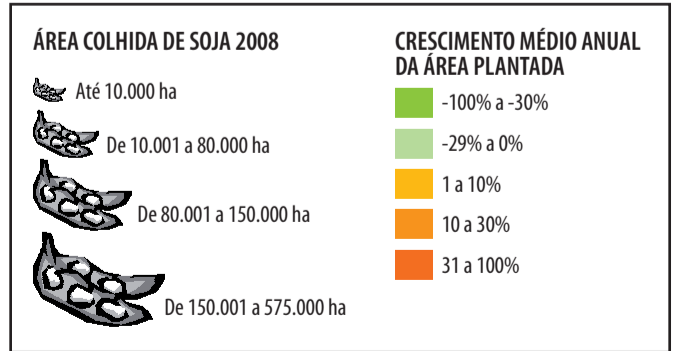 ÁREA COLHIDA DE SOJA 2008
Até 10.000 ha
De 10.001 a 80.000 ha
De 80.001 a 150.000 ha
De 150.001 a 575.000 ha
CRESCIMENTO MÉDIO ANUAL
DA ÁREA PLANTADA
-100% a -30%
-29% a 0%
1 a 10%
10 a 30%
31 a 100%